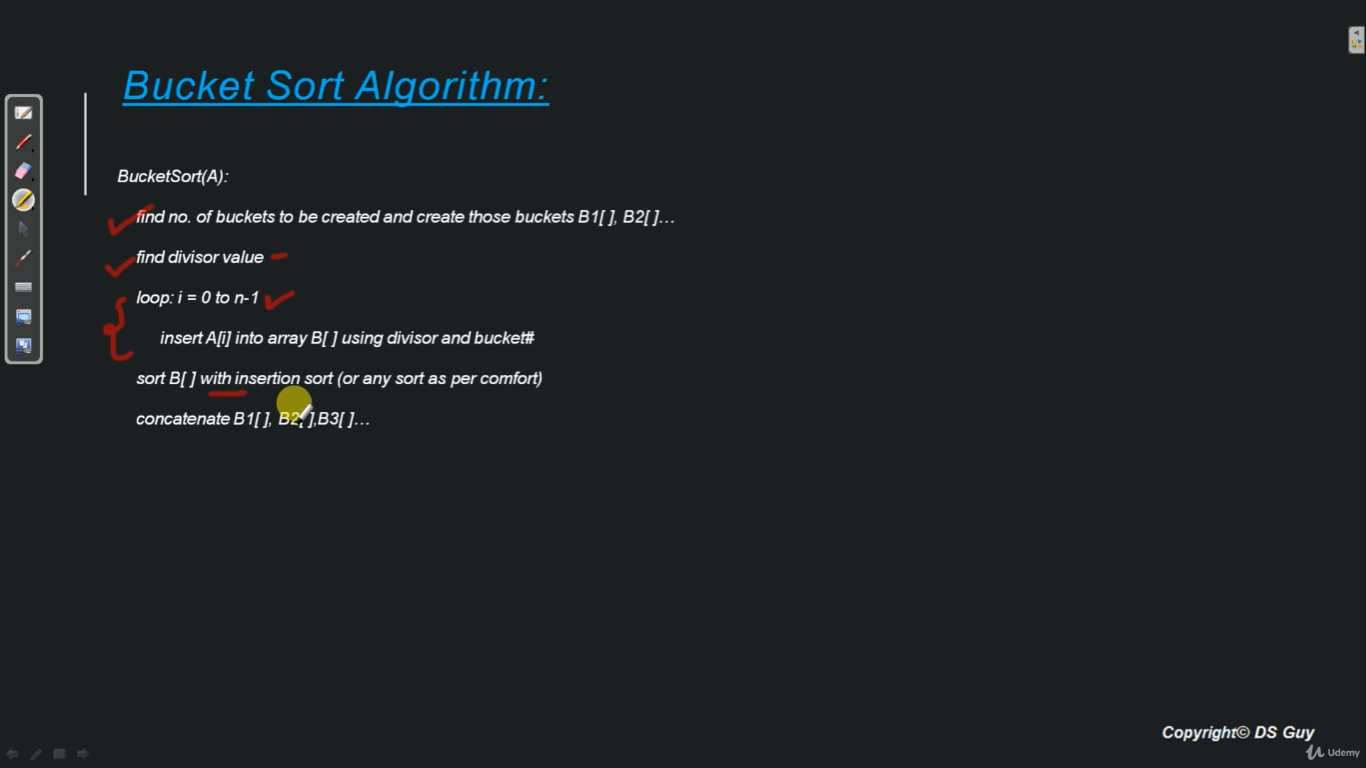 Bucket Sort Algorithm:
BucketSort(A):
find no. of buckets to be created and create those buckets B1[ ], B2[ ]…
find divisor value
loop: i = 0 to n-1
insert A[i] into array B[ ] using divisor and bucket#
sort B[ ] with insertion sort (or any sort as per comfort)
concatenate B1[ ], B2[ ],B3[ ]…
Copyright© DS Guy
Udemy